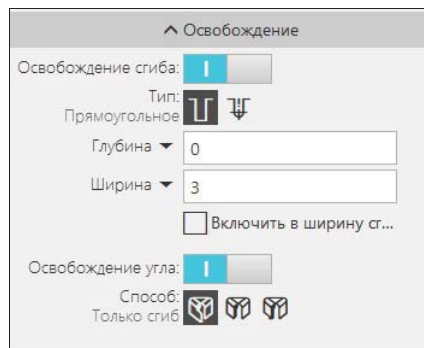 Освобождение
Освобождение сгиба:
Тип:
Прямоугольное
Глубина 0
Ширина 3
Включить в ширину сг...
Освобождение угла:
Способ:
Только сгиб